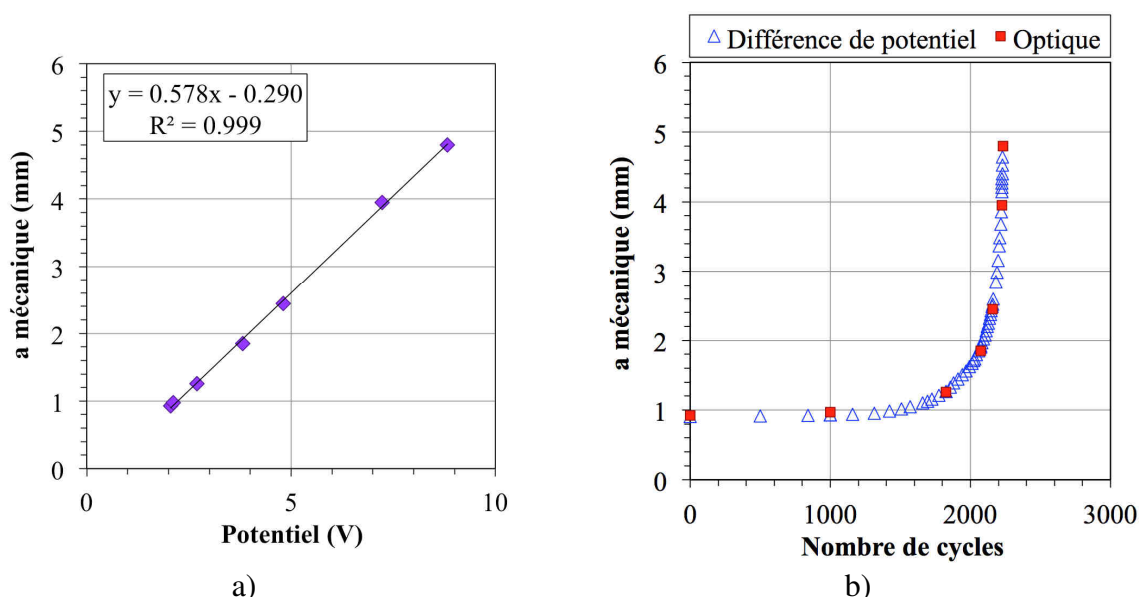 y = 0.578x - 0.290
R² = 0.999
a mécanique (mm)
6
5
4
3
2
1
0
0 5 10
Potentiel (V)
a)
Différence de potentiel Optique
a mécanique (mm)
6
5
4
3
2
1
0
0 1000 2000 3000
Nombre de cycles
b)